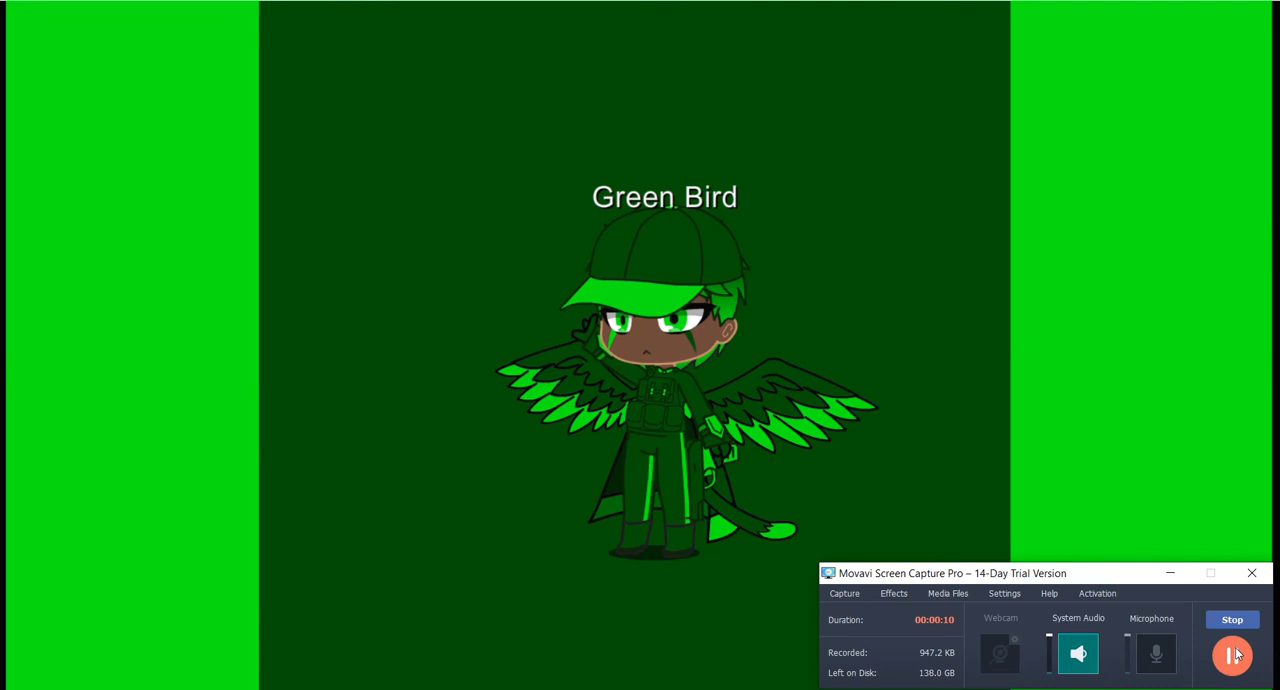 Green Bird
Movavi Screen Capture Pro – 14-Day Trial Version
Capture Effects Media Files Settings Help Activation
Duration: 00:00:10 Webcam System Audio Microphone Stop
Recorded: 947.2 KB
Left on Disk: 138.0 GB